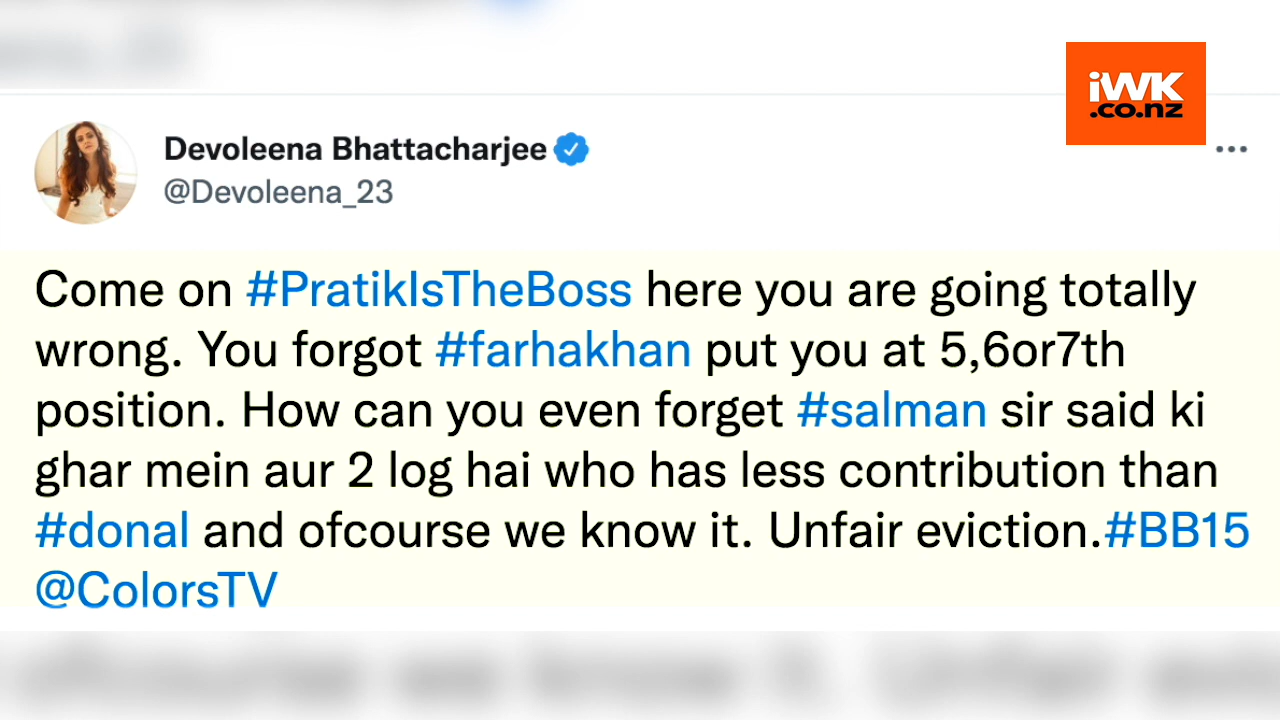 iWK
.co.nz
Devoleena Bhattacharjee
@Devoleena_23
Come on #PratikIsTheBoss here you are going totally
wrong. You forgot #farhakhan put you at 5,6or7th
position. How can you even forget #salman sir said ki
ghar mein aur 2 log hai who has less contribution than
#donal and ofcourse we know it. Unfair eviction.#BB15
@ColorsTV